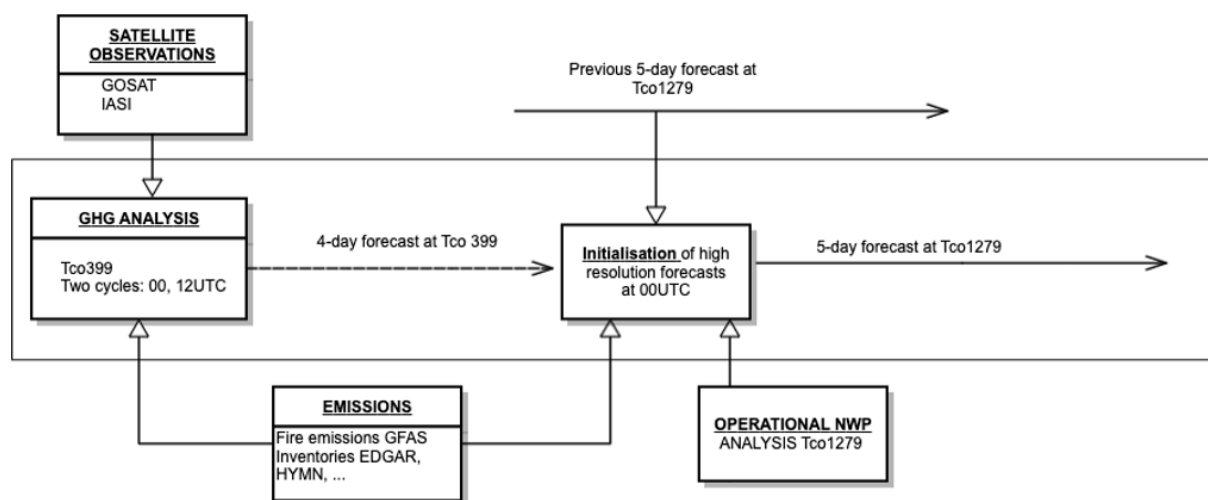 SATELLITE
OBSERVATIONS
GOSAT
IASI
Previous 5-day forecast at
Tco1279
GHG ANALYSIS
Tco399
Two cycles: 00, 12UTC
4-day forecast at Tco 399
Initialisation of high
resolution forecasts
at 00UTC
5-day forecast at Tco1279
EMISSIONS
Fire emissions GFAS
Inventories EDGAR,
HYMN, ...
OPERATIONAL NWP
ANALYSIS Tco1279